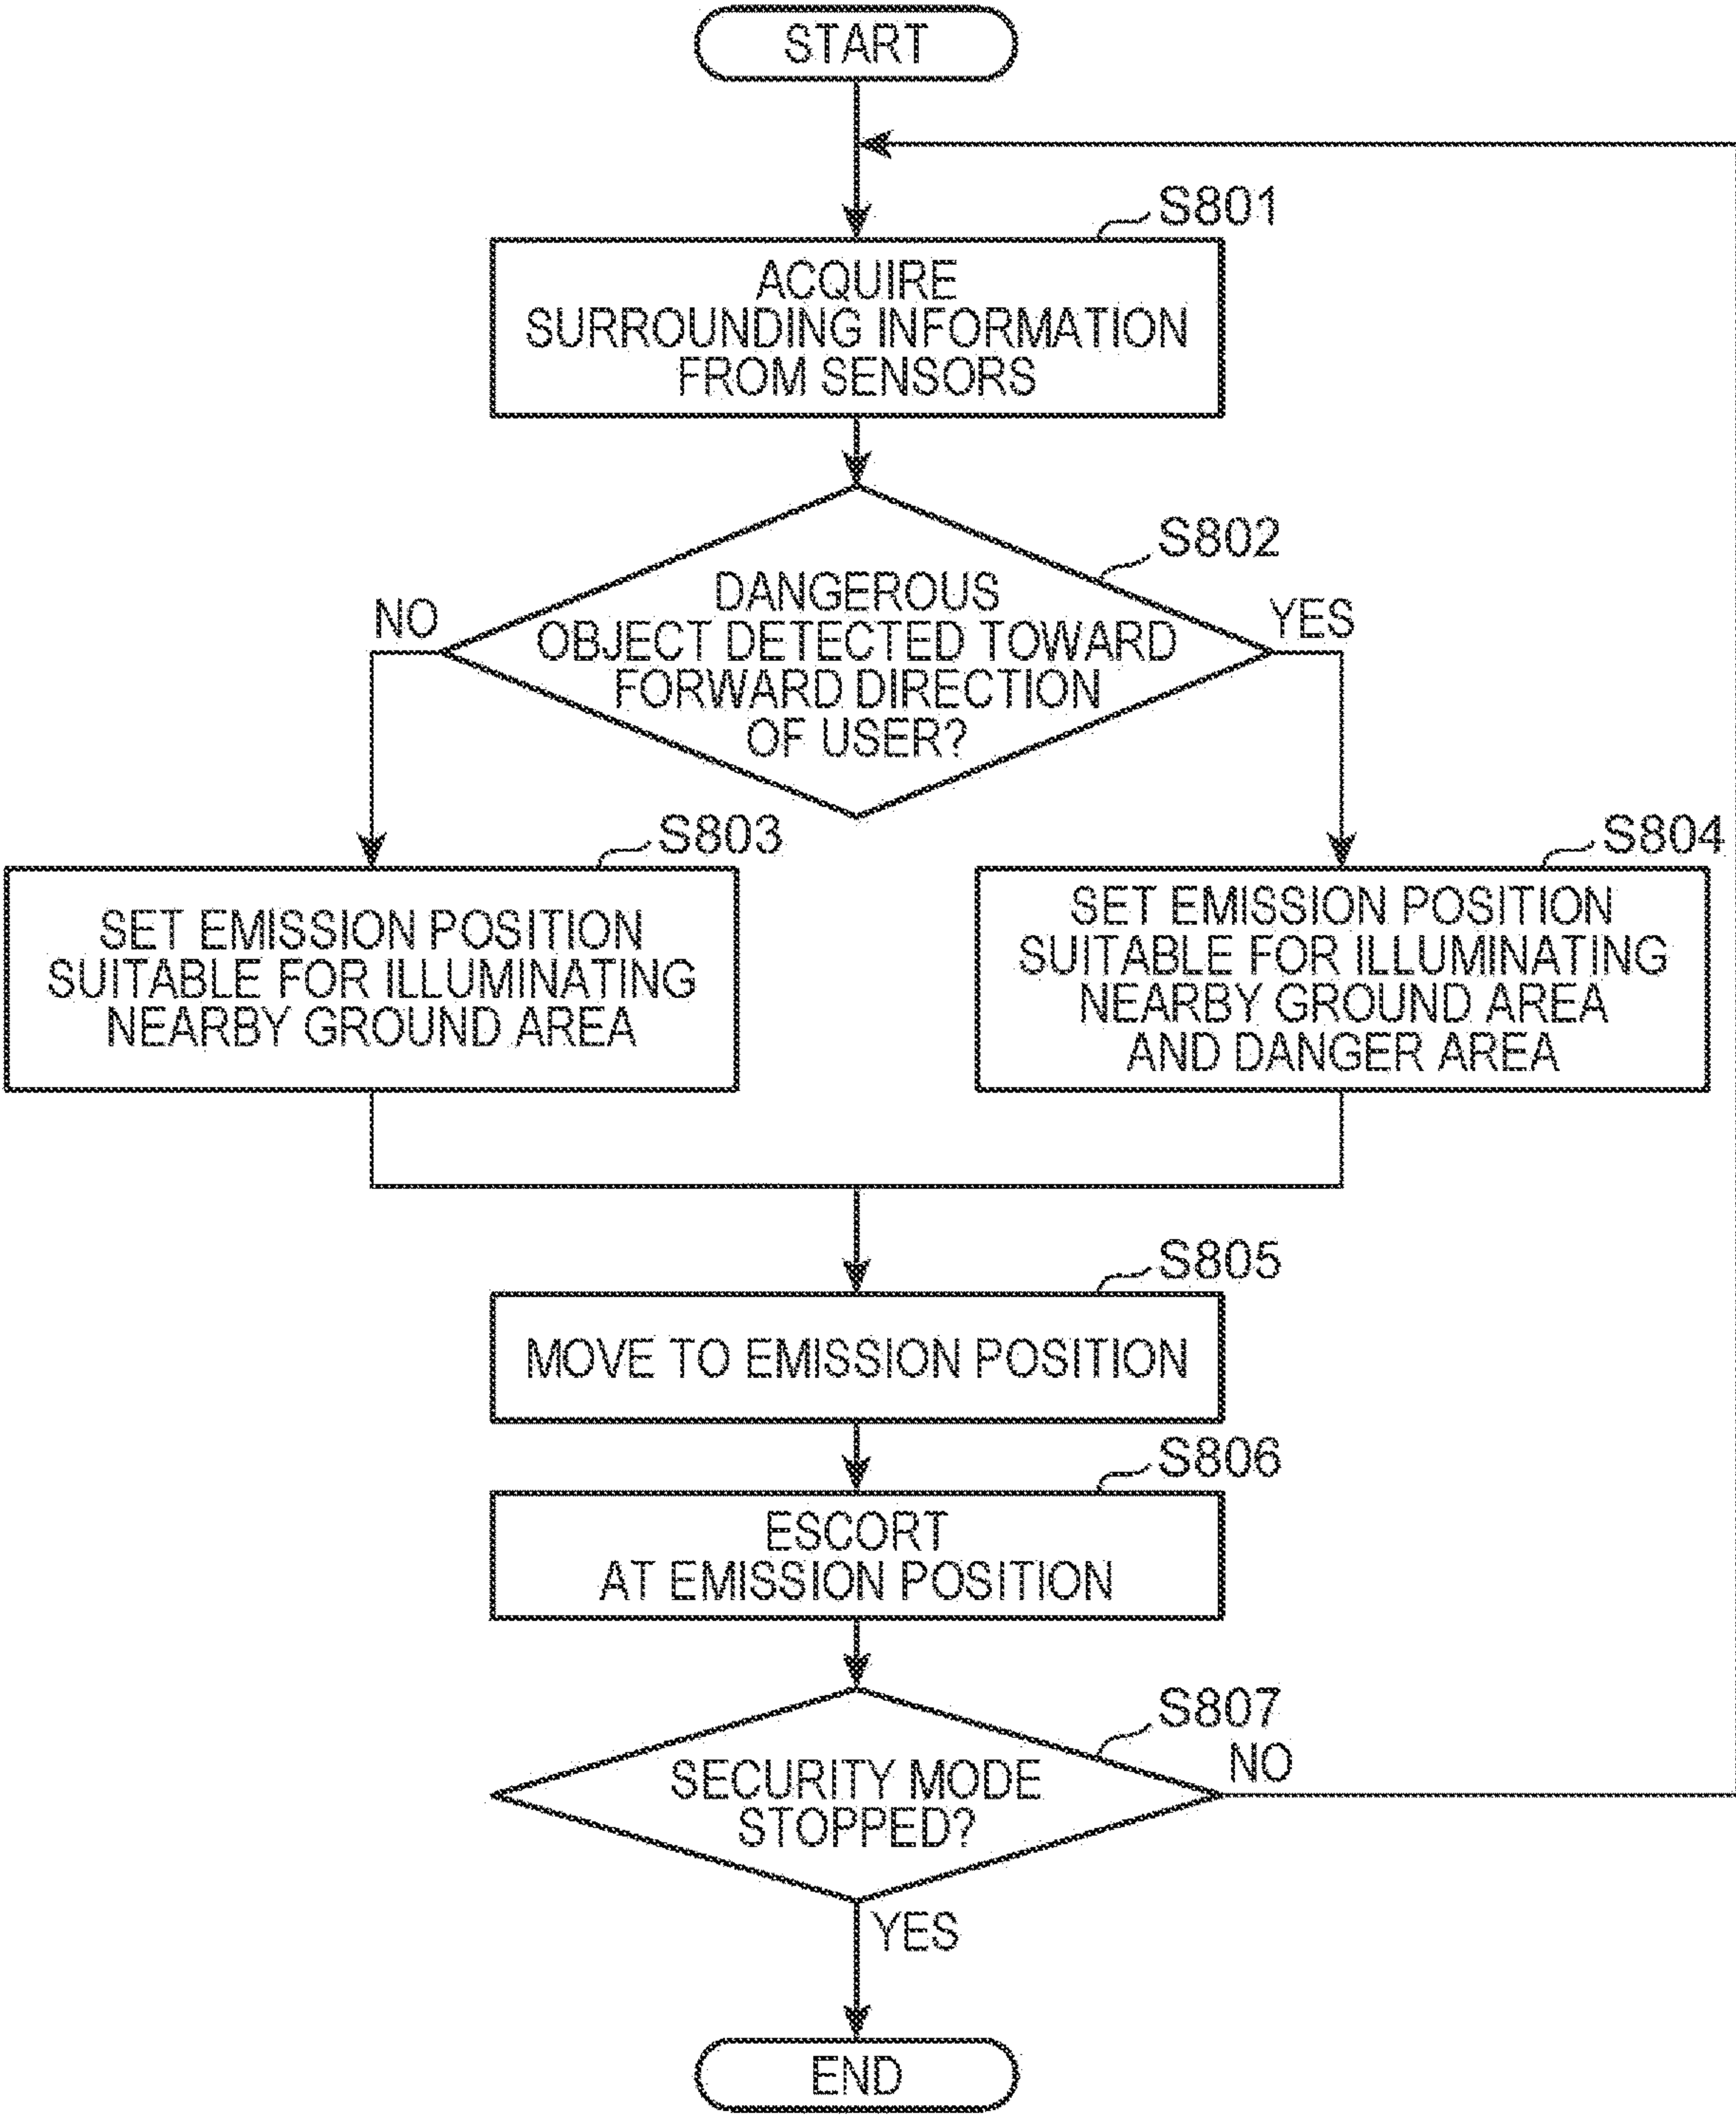 START
S801
ACQUIRE
SURROUNDING INFORMATION
FROM SENSORS
S802
DANGEROUS
OBJECT DETECTED TOWARD
FORWARD DIRECTION
OF USER?
NO
YES
S803
SET EMISSION POSITION
SUITABLE FOR ILLUMINATING
NEARBY GROUND AREA
S804
SET EMISSION POSITION
SUITABLE FOR ILLUMINATING
NEARBY GROUND AREA
AND DANGER AREA
S805
MOVE TO EMISSION POSITION
S806
ESCORT
AT EMISSION POSITION
S807
SECURITY MODE
STOPPED?
NO
YES
END